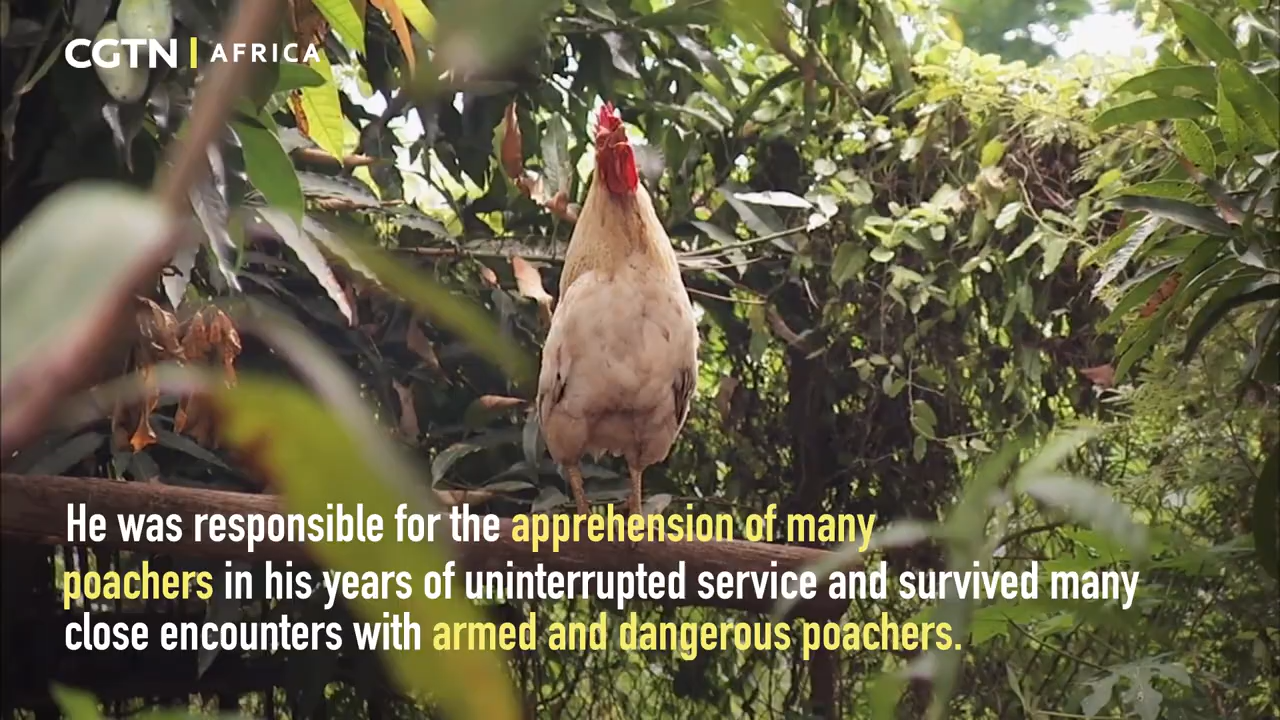 CGTN | AFRICA
He was responsible for the apprehension of many
poachers in his years of uninterrupted service and survived many
close encounters with armed and dangerous poachers.